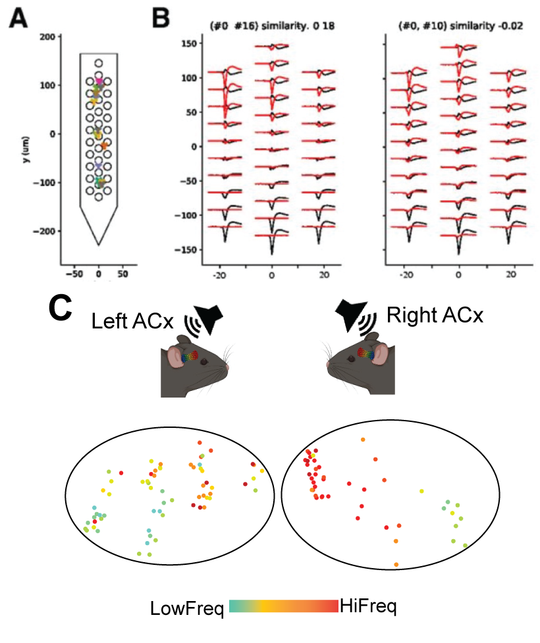 A
B
(#0 #16) similarity. 0 18
(#0, #10) similarity -0.02
200
100
0
-100
-200
y (um)
-50
0
50
150
100
50
0
-50
-100
-150
-20
0
20
-20
0
20
C
Left ACx
Right ACx
LowFreq
HiFreq